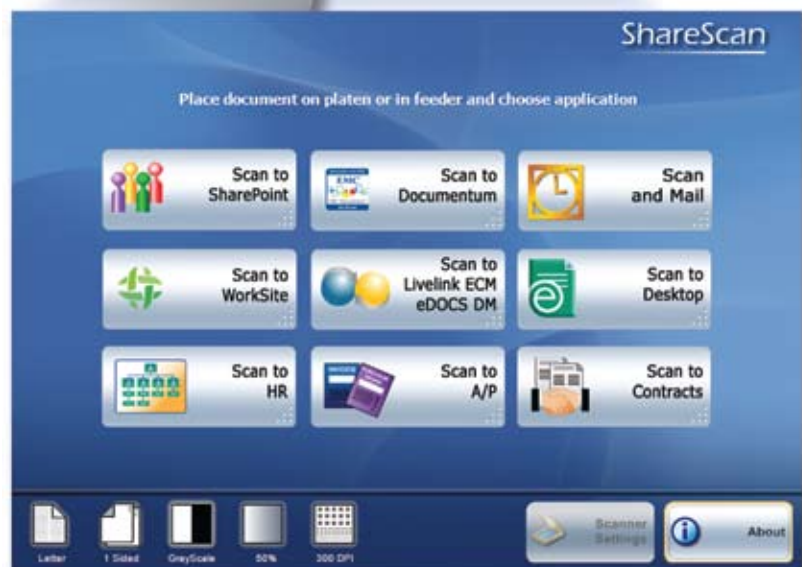 ShareScan
Place document on platen or in feeder and choose application
Scan to
SharePoint
EMC
Scan to
Documentum
Scan
and Mail
Scan to
WorkSite
Scan to
Livelink ECM
eDOCS DM
Scan to
Desktop
Scan to
HR
INVOICE
Scan to
A/P
Scan to
Contracts
Letter
1 Sided
GreyScale
50%
300 DPI
Scanner
Settings
About